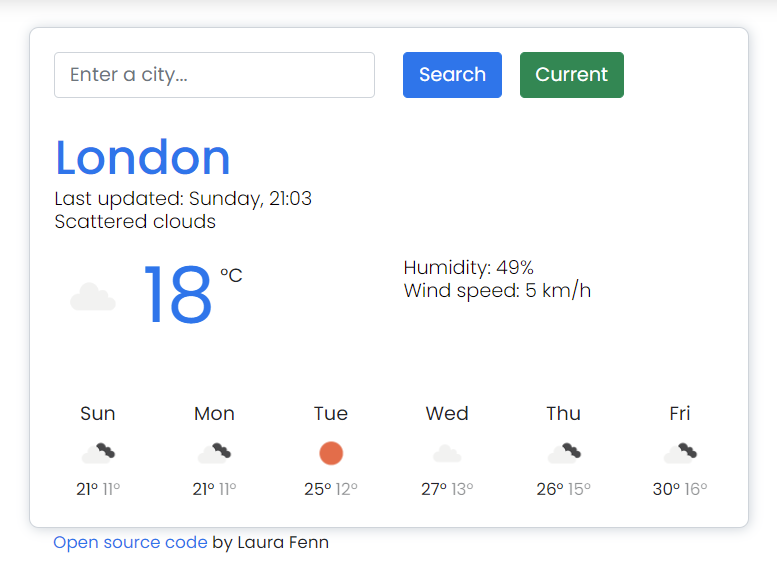 Enter a city...
Search
Current
London
Last updated: Sunday, 21:03
Scattered clouds
18 °C
Humidity: 49%
Wind speed: 5 km/h
Sun Mon Tue Wed Thu Fri
21° 11° 21° 11° 25° 12° 27° 13° 26° 15° 30° 16°
Open source code by Laura Fenn